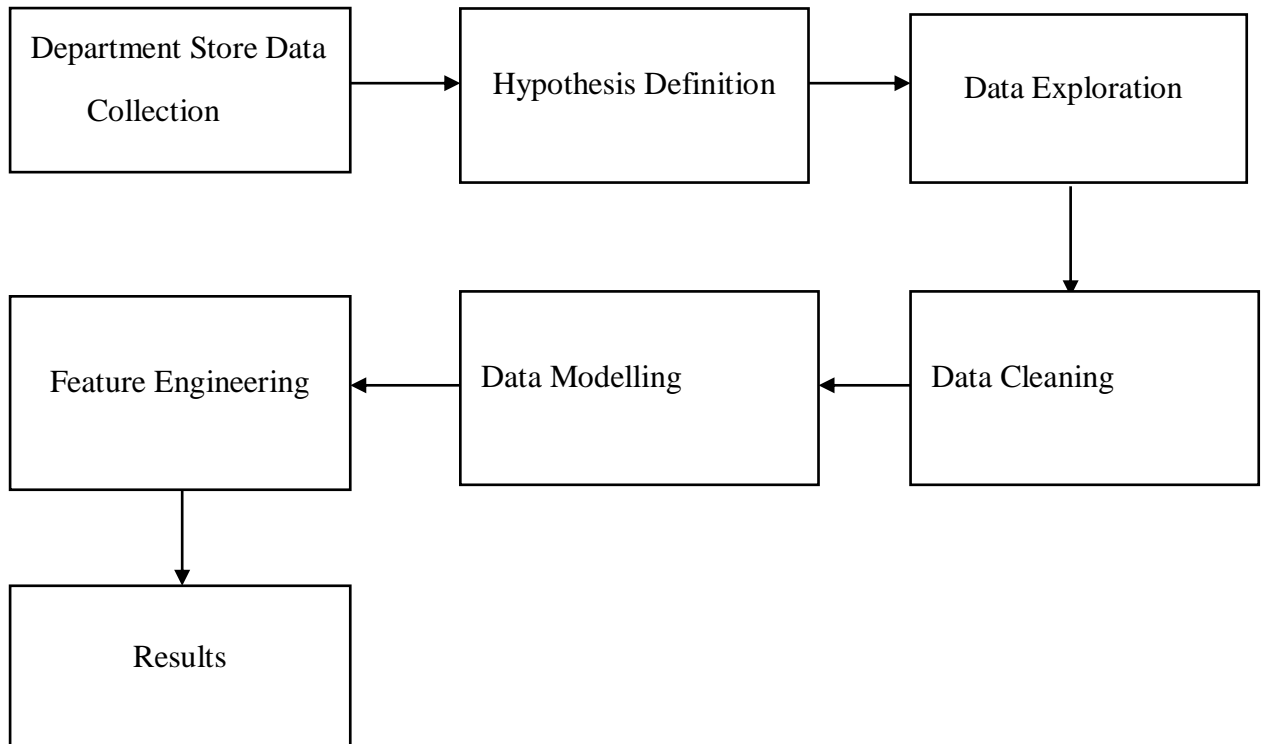 Department Store Data
Collection
Hypothesis Definition
Data Exploration
Data Cleaning
Data Modelling
Feature Engineering
Results